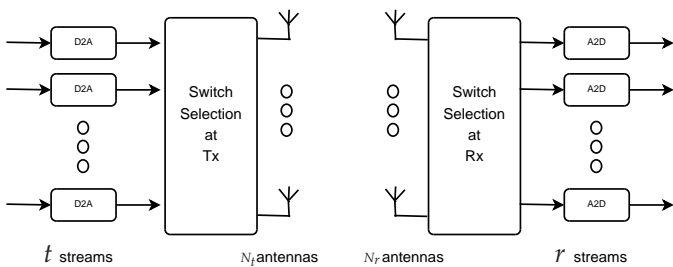 D2A
D2A
D2A
Switch
Selection
at
Tx
Switch
Selection
at
Rx
A2D
A2D
A2D
t streams
Nt antennas
Nr antennas
r streams